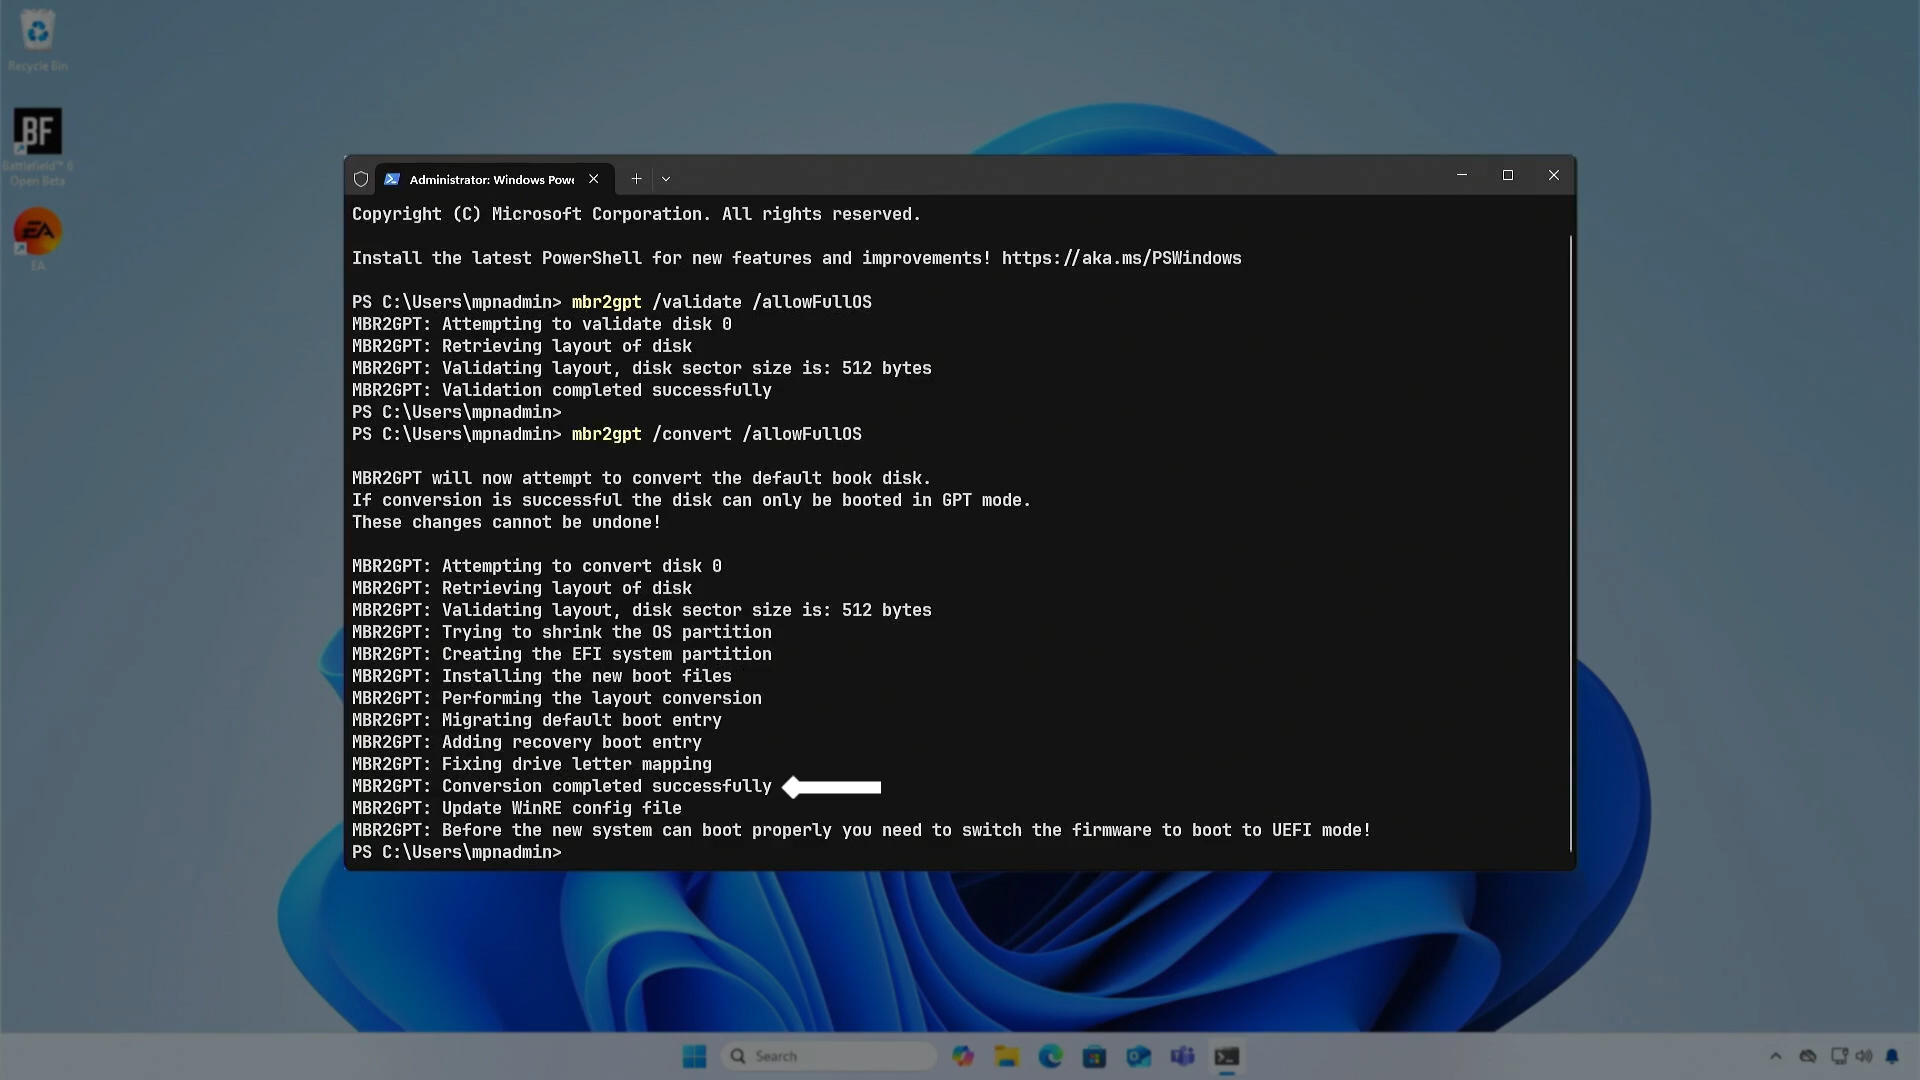 Recycle Bin
BF
Battlefield™ 6
Open Beta
EA
EA
Administrator: Windows Powe
Copyright (C) Microsoft Corporation. All rights reserved.
Install the latest PowerShell for new features and improvements! https://aka.ms/PSWindows
PS C:\Users\mpnadmin> mbr2gpt /validate /allowFullOS
MBR2GPT: Attempting to validate disk 0
MBR2GPT: Retrieving layout of disk
MBR2GPT: Validating layout, disk sector size is: 512 bytes
MBR2GPT: Validation completed successfully
PS C:\Users\mpnadmin>
PS C:\Users\mpnadmin> mbr2gpt /convert /allowFullOS
MBR2GPT will now attempt to convert the default book disk.
If conversion is successful the disk can only be booted in GPT mode.
These changes cannot be undone!
MBR2GPT: Attempting to convert disk 0
MBR2GPT: Retrieving layout of disk
MBR2GPT: Validating layout, disk sector size is: 512 bytes
MBR2GPT: Trying to shrink the OS partition
MBR2GPT: Creating the EFI system partition
MBR2GPT: Installing the new boot files
MBR2GPT: Performing the layout conversion
MBR2GPT: Migrating default boot entry
MBR2GPT: Adding recovery boot entry
MBR2GPT: Fixing drive letter mapping
MBR2GPT: Conversion completed successfully
MBR2GPT: Update WinRE config file
MBR2GPT: Before the new system can boot properly you need to switch the firmware to boot to UEFI mode!
PS C:\Users\mpnadmin>
Search